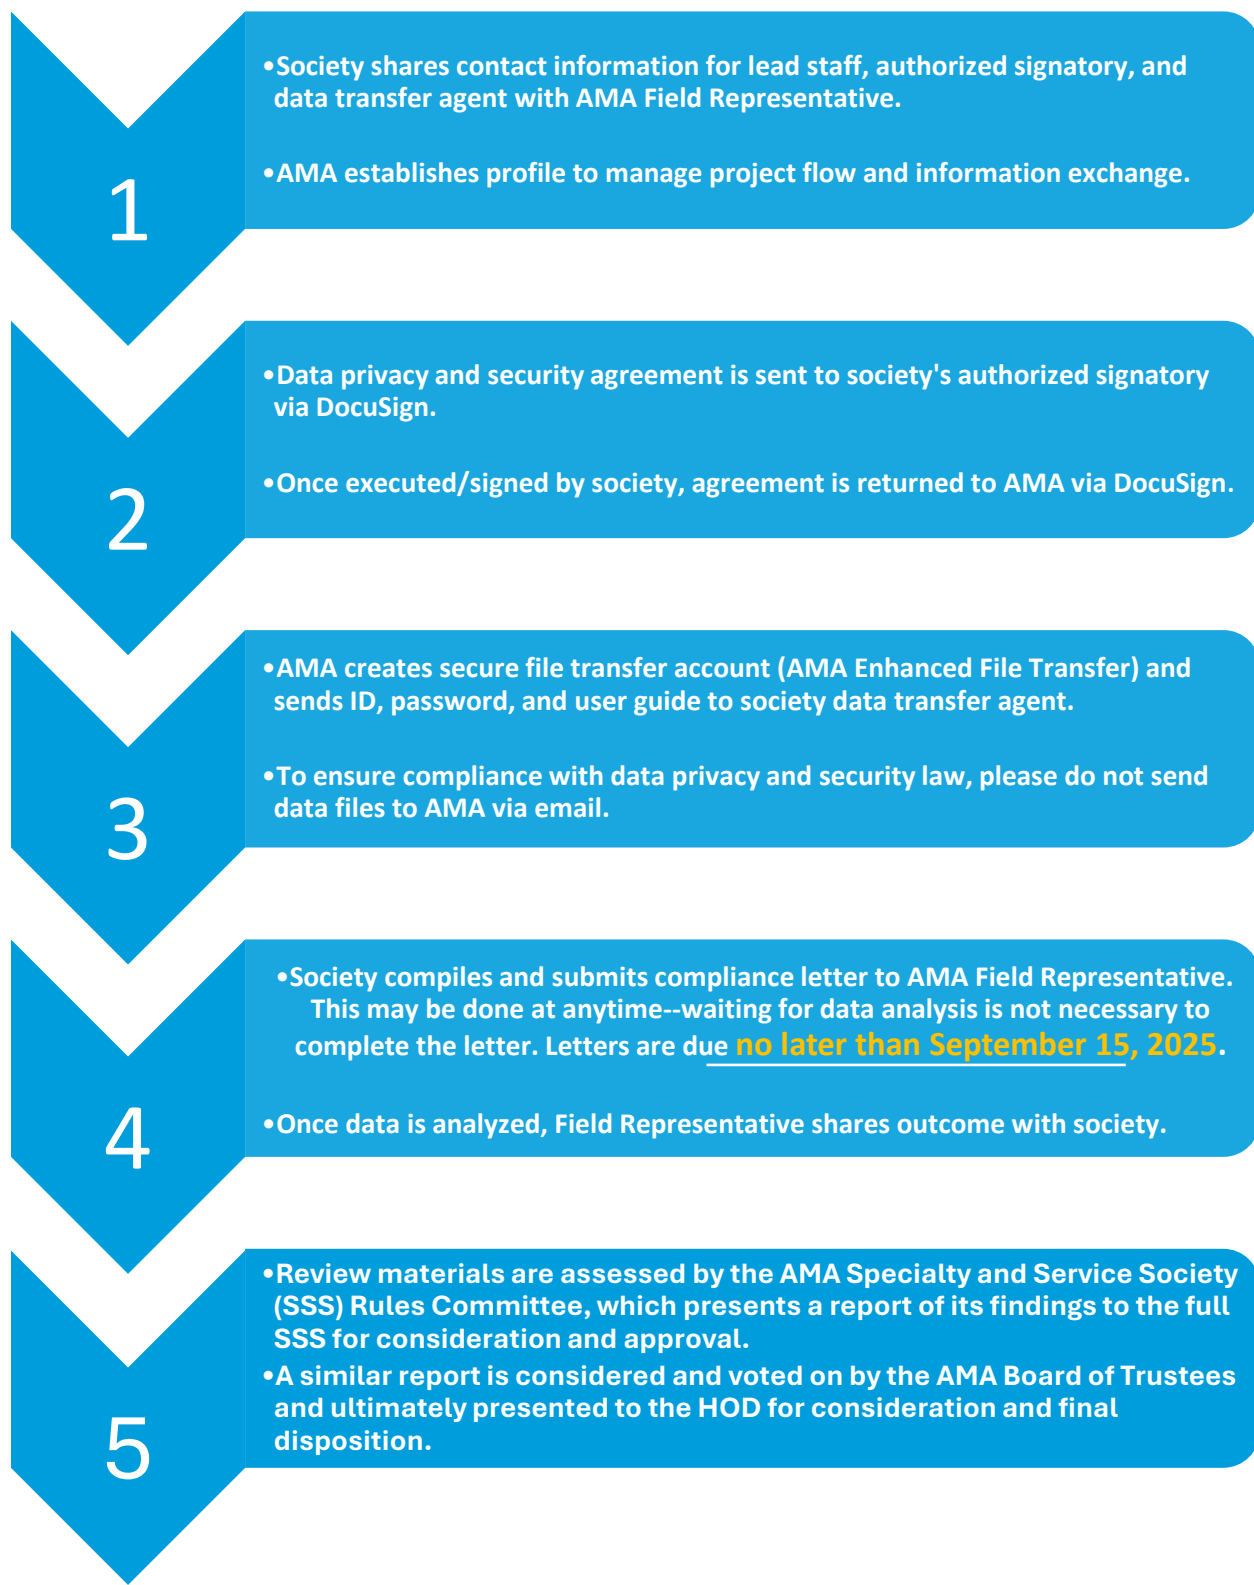 1
•Society shares contact information for lead staff, authorized signatory, and
data transfer agent with AMA Field Representative.
•AMA establishes profile to manage project flow and information exchange.
2
•Data privacy and security agreement is sent to society's authorized signatory
via DocuSign.
•Once executed/signed by society, agreement is returned to AMA via DocuSign.
3
•AMA creates secure file transfer account (AMA Enhanced File Transfer) and
sends ID, password, and user guide to society data transfer agent.
•To ensure compliance with data privacy and security law, please do not send
data files to AMA via email.
4
•Society compiles and submits compliance letter to AMA Field Representative.
This may be done at anytime--waiting for data analysis is not necessary to
complete the letter. Letters are due no later than September 15, 2025.
•Once data is analyzed, Field Representative shares outcome with society.
5
•Review materials are assessed by the AMA Specialty and Service Society
(SSS) Rules Committee, which presents a report of its findings to the full
SSS for consideration and approval.
•A similar report is considered and voted on by the AMA Board of Trustees
and ultimately presented to the HOD for consideration and final
disposition.